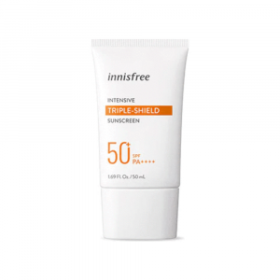 innisfree
INTENSIVE
TRIPLE-SHIELD
SUNSCREEN
50+ SPF
PA++++
1.69 Fl. Oz./50 mL